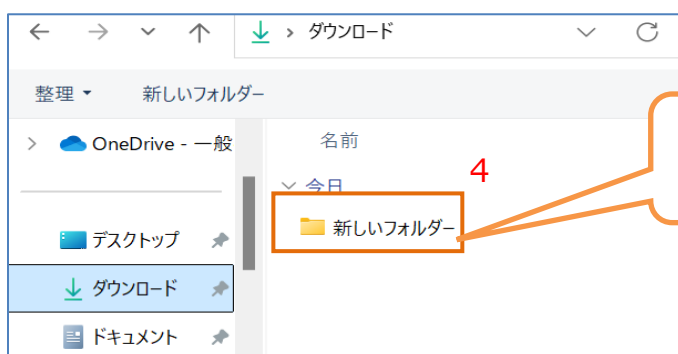 ダウンロード
整理 新しいフォルダー
OneDrive - 一般
名前
今日
4
新しいフォルダー
デスクトップ
ダウンロード
ドキュメント